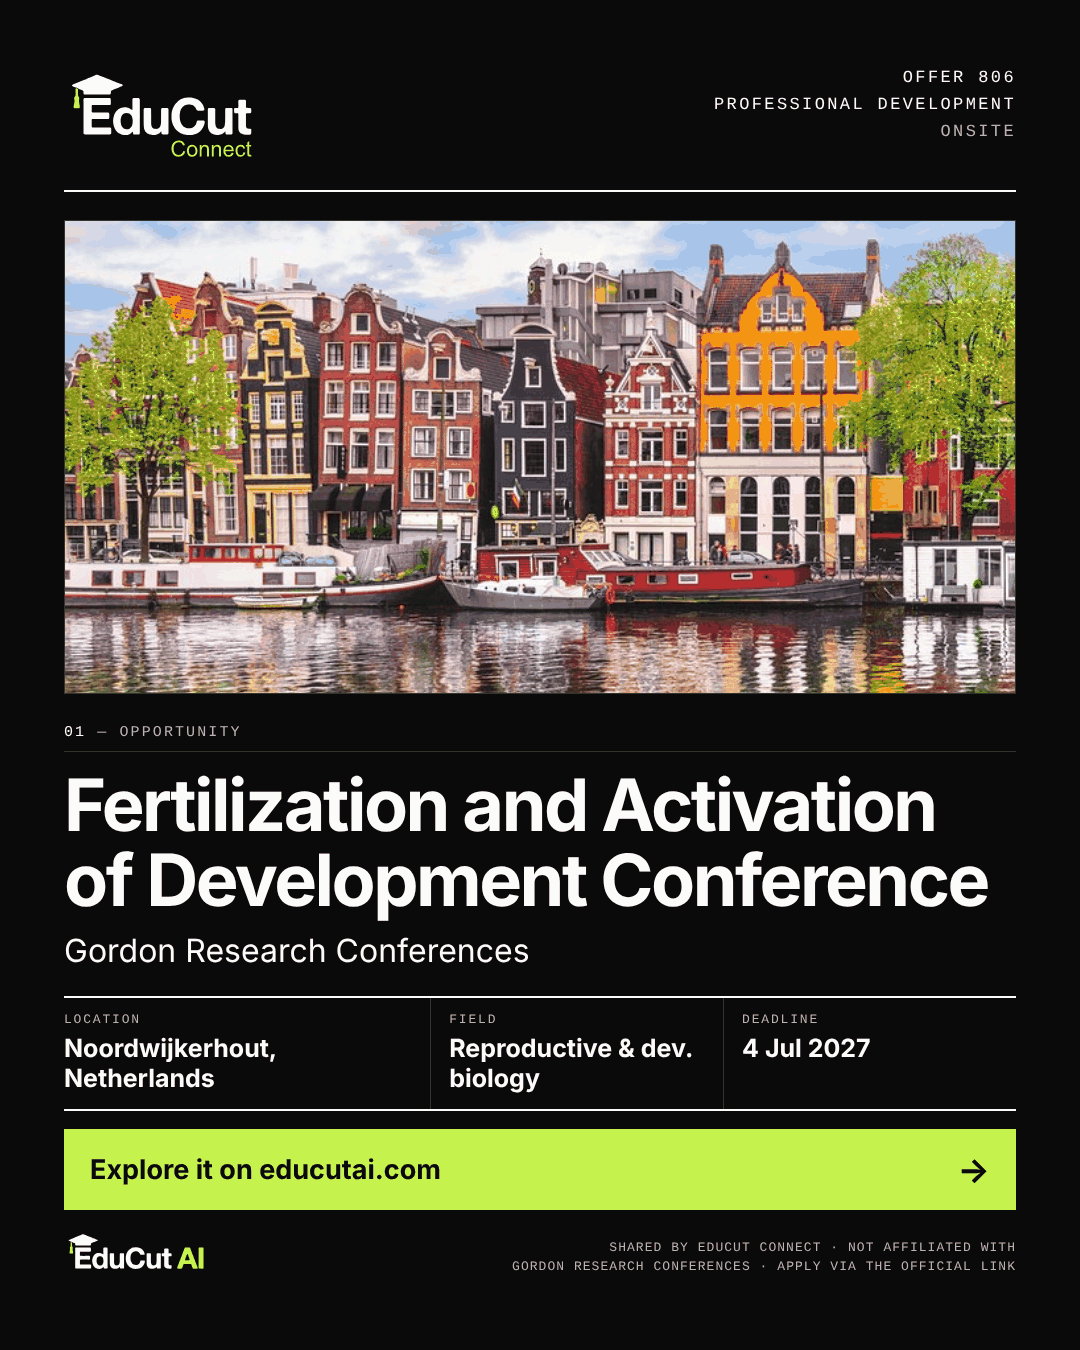 EduCut
Connect
OFFER 806
PROFESSIONAL DEVELOPMENT
ONSITE
01 — OPPORTUNITY
Fertilization and Activation
of Development Conference
Gordon Research Conferences
LOCATION
Noordwijkerhout,
Netherlands
FIELD
Reproductive & dev.
biology
DEADLINE
4 Jul 2027
Explore it on educutai.com →
EduCut AI
SHARED BY EDUCUT CONNECT · NOT AFFILIATED WITH
GORDON RESEARCH CONFERENCES · APPLY VIA THE OFFICIAL LINK